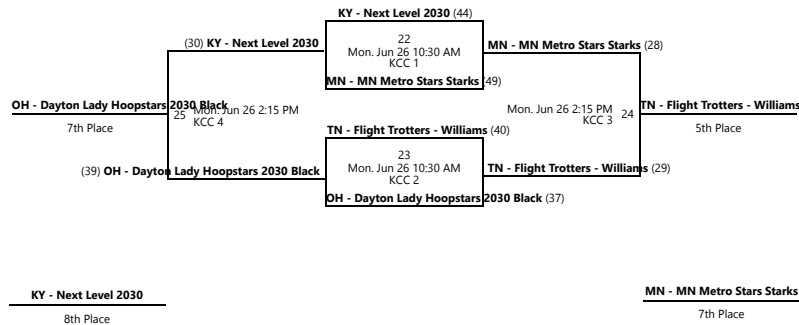 KY - Next Level 2030 (44)
(30) KY - Next Level 2030
22
Mon. Jun 26 10:30 AM
KCC 1
MN - MN Metro Stars Starks (28)
MN - MN Metro Stars Starks (49)
OH - Dayton Lady Hoopstars 2030 Black
25 Mon. Jun 26 2:15 PM
KCC 4
7th Place
Mon. Jun 26 2:15 PM 24
KCC 3
TN - Flight Trotters - Williams
5th Place
TN - Flight Trotters - Williams (40)
23
Mon. Jun 26 10:30 AM
KCC 2
(39) OH - Dayton Lady Hoopstars 2030 Black
TN - Flight Trotters - Williams (29)
OH - Dayton Lady Hoopstars 2030 Black (37)
KY - Next Level 2030
8th Place
MN - MN Metro Stars Starks
7th Place